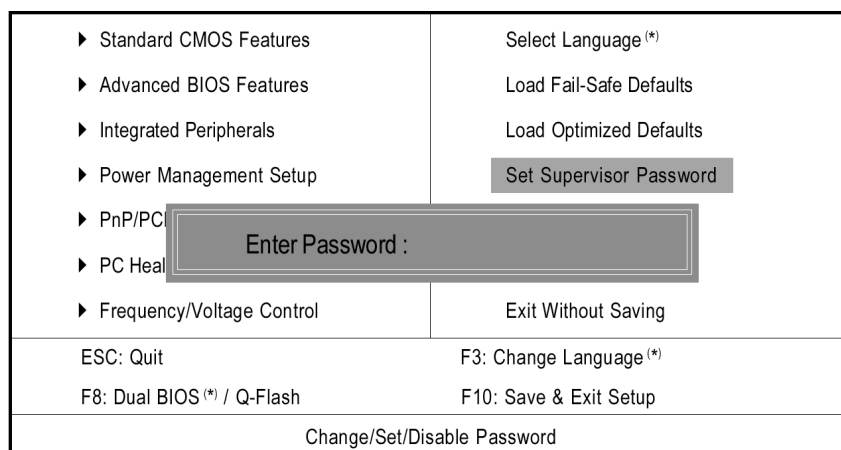 Standard CMOS Features
Advanced BIOS Features
Integrated Peripherals
Power Management Setup
PnP/PCI
PC Heal
Frequency/Voltage Control
Select Language (*)
Load Fail-Safe Defaults
Load Optimized Defaults
Set Supervisor Password
Exit Without Saving
Enter Password :
ESC: Quit
F3: Change Language (*)
F8: Dual BIOS (*) / Q-Flash
F10: Save & Exit Setup
Change/Set/Disable Password